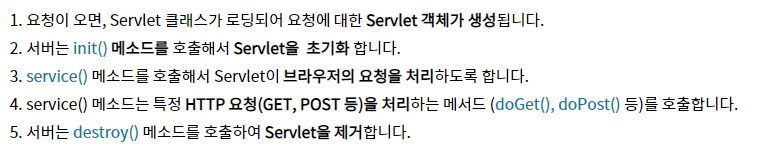 1. 요청이 오면, Servlet 클래스가 로딩되어 요청에 대한 Servlet 객체가 생성됩니다.
2. 서버는 init() 메소드를 호출해서 Servlet을 초기화 합니다.
3. service() 메소드를 호출해서 Servlet이 브라우저의 요청을 처리하도록 합니다.
4. service() 메소드는 특정 HTTP 요청(GET, POST 등)을 처리하는 메서드 (doGet(), doPost() 등)를 호출합니다.
5. 서버는 destroy() 메소드를 호출하여 Servlet을 제거합니다.